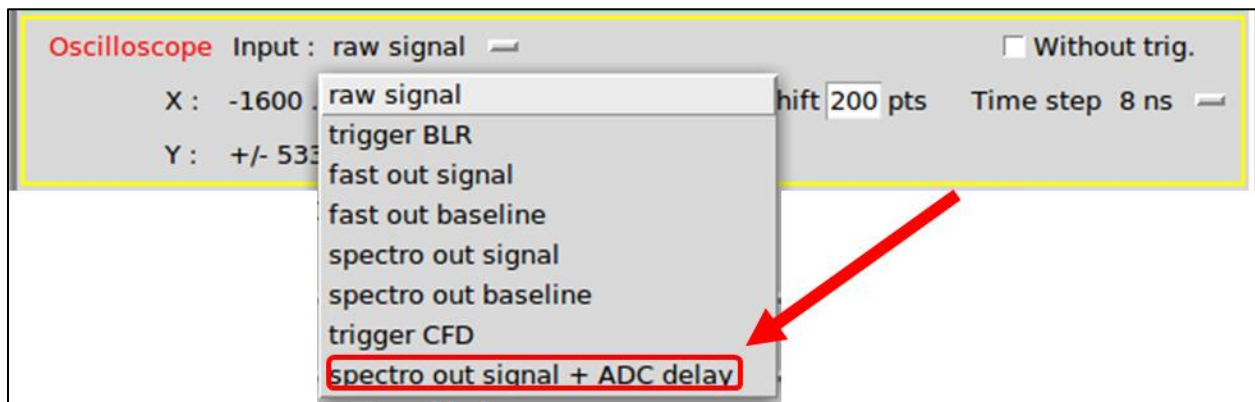 Oscilloscope Input : raw signal Without trig.
X : -1600 . hift 200 pts Time step 8 ns
Y : +/- 533
raw signal
trigger BLR
fast out signal
fast out baseline
spectro out signal
spectro out baseline
trigger CFD
spectro out signal + ADC delay